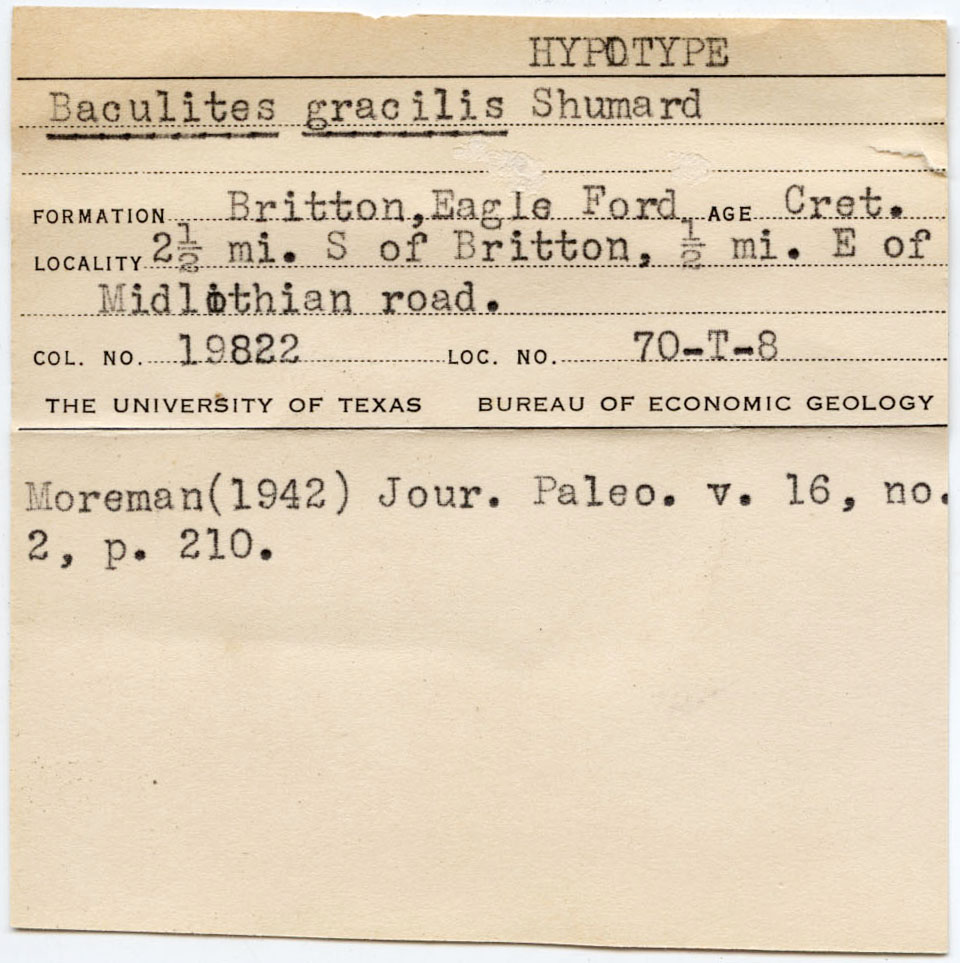 HYPOTYPE
Baculites gracilis Shumard
FORMATION Britton, Eagle Ford AGE Cret.
LOCALITY 2½ mi. S of Britton, ½ mi. E of
Midlothian road.
COL. NO. 19822 LOC. NO. 70-T-8
THE UNIVERSITY OF TEXAS BUREAU OF ECONOMIC GEOLOGY
Moreman(1942) Jour. Paleo. v. 16, no.
2, p. 210.